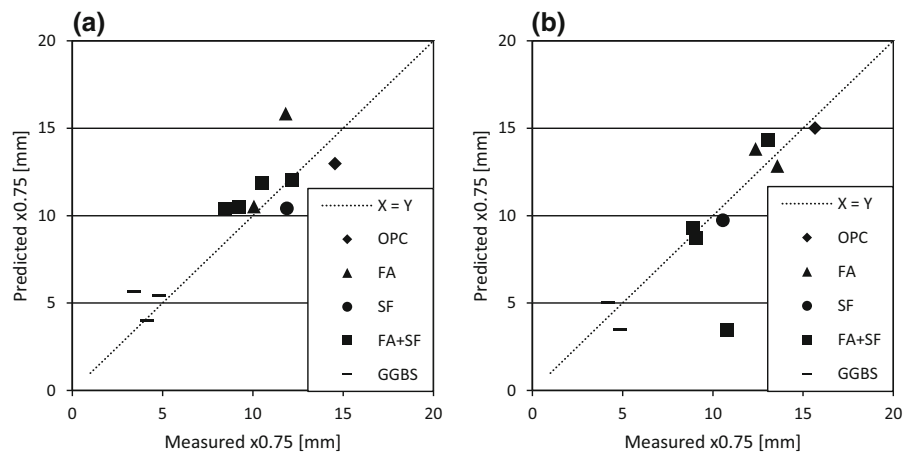 (a)
20
15
10
5
0
Predicted x0.75 [mm]
0 5 10 15 20
Measured x0.75 [mm]
X = Y
OPC
FA
SF
FA+SF
GGBS
(b)
20
15
10
5
0
Predicted x0.75 [mm]
0 5 10 15 20
Measured x0.75 [mm]
X = Y
OPC
FA
SF
FA+SF
GGBS